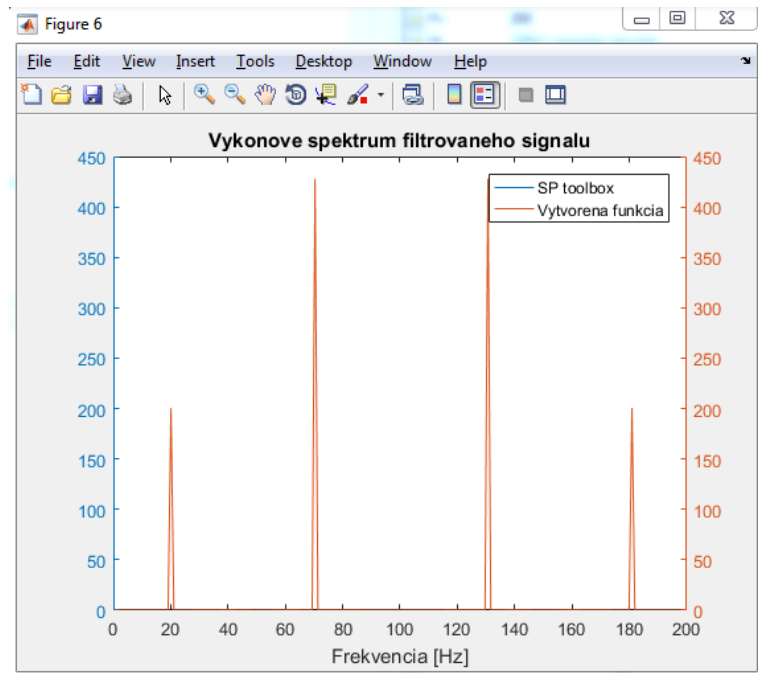 Figure 6
File Edit View Insert Tools Desktop Window Help
Vykonove spektrum filtrovaneho signalu
SP toolbox
Vytvorena funkcia
450 450
400 400
350 350
300 300
250 250
200 200
150 150
100 100
50 50
0 0
0 20 40 60 80 100 120 140 160 180 200
Frekvencia [Hz]